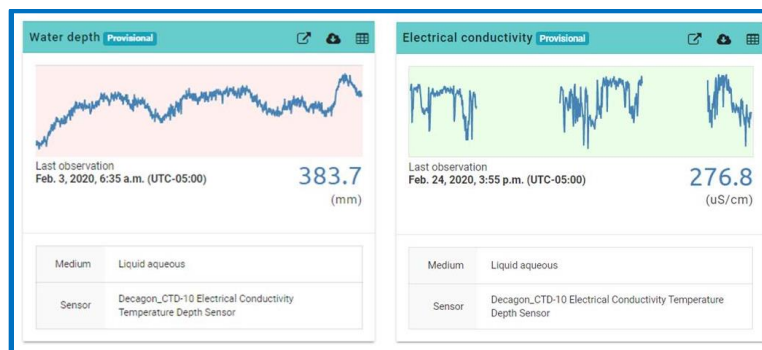 Water depth Provisional
Last observation
Feb. 3, 2020, 6:35 a.m. (UTC-05:00)
383.7
(mm)
Medium Liquid aqueous
Sensor Decagon_CTD-10 Electrical Conductivity
Temperature Depth Sensor
Electrical conductivity Provisional
Last observation
Feb. 24, 2020, 3:55 p.m. (UTC-05:00)
276.8
(uS/cm)
Medium Liquid aqueous
Sensor Decagon_CTD-10 Electrical Conductivity Temperature
Depth Sensor